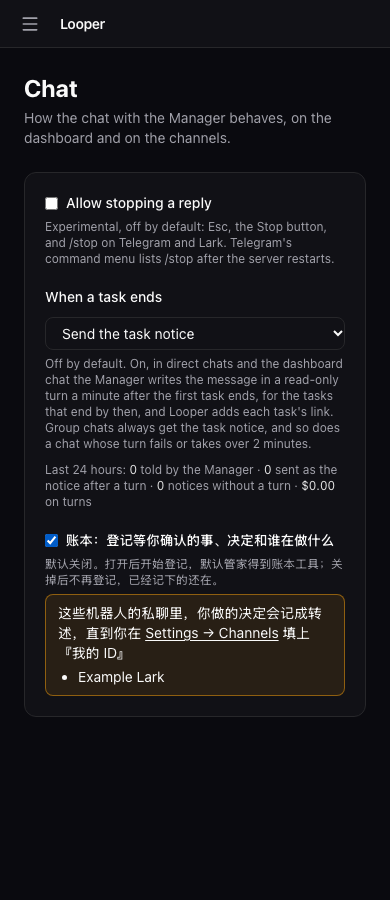 Looper
Chat
How the chat with the Manager behaves, on the
dashboard and on the channels.
Allow stopping a reply
Experimental, off by default: Esc, the Stop button,
and /stop on Telegram and Lark. Telegram's
command menu lists /stop after the server restarts.
When a task ends
Send the task notice
Off by default. On, in direct chats and the dashboard
chat the Manager writes the message in a read-only
turn a minute after the first task ends, for the tasks
that end by then, and Looper adds each task's link.
Group chats always get the task notice, and so does
a chat whose turn fails or takes over 2 minutes.
Last 24 hours: 0 told by the Manager · 0 sent as the
notice after a turn · 0 notices without a turn · $0.00
on turns
账本：登记等你确认的事、决定和谁在做什么
默认关闭。打开后开始登记，默认管家得到账本工具；关
掉后不再登记，已经记下的还在。
这些机器人的私聊里，你做的决定会记成转
述，直到你在 Settings → Channels 填上
『我的 ID』
• Example Lark